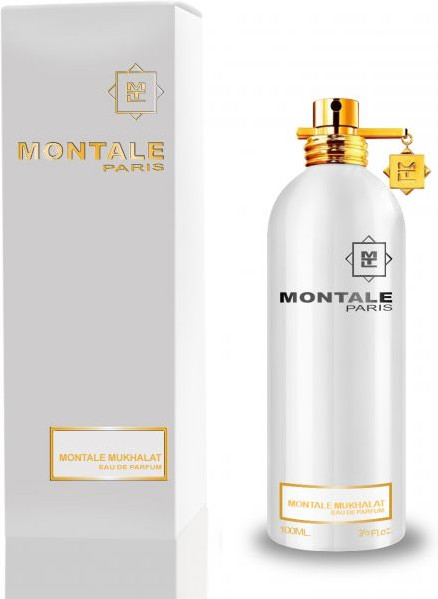 MONTALE
PARIS
MONTALE MUKHALAT
EAU DE PARFUM
MONTALE
PARIS
MONTALE MUKHALAT
EAU DE PARFUM
100ML.